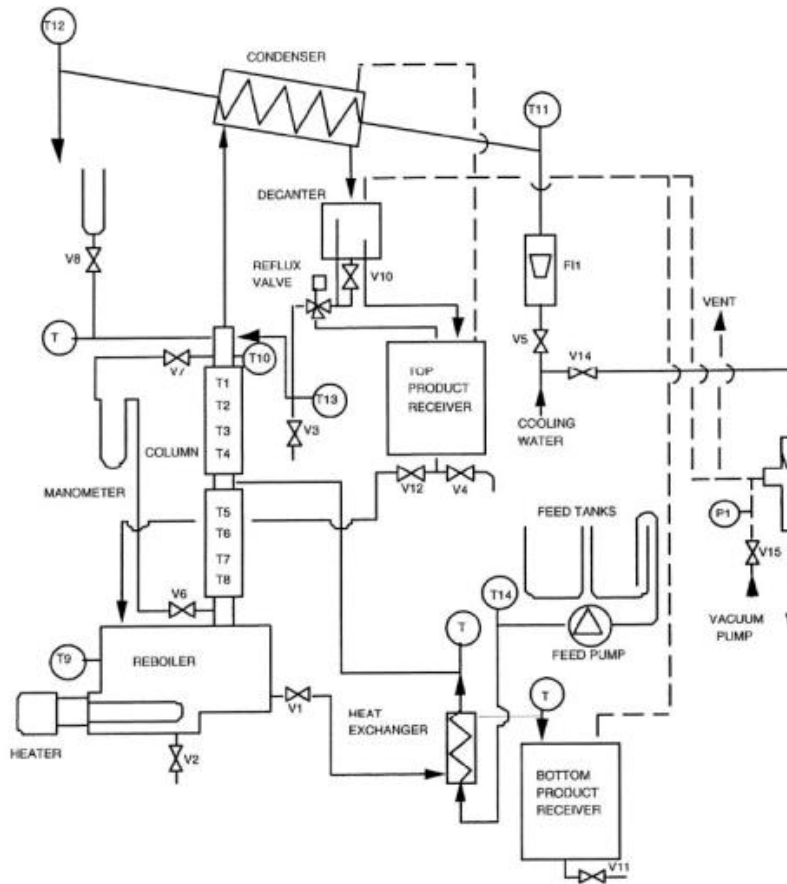 T12
CONDENSER
T11
DECANTER
V8
REFLUX
VALVE
V10
FI1
VENT
T
V5
V7
T10
V14
T1
T2
T3
T4
TOP
PRODUCT
RECEIVER
T13
V3
COOLING
WATER
COLUMN
MANOMETER
V12
V4
T5
T6
T7
T8
FEED TANKS
P1
V15
V6
T14
VACUUM
PUMP
V
T
REBOILER
FEED PUMP
T9
V1
T
HEAT
EXCHANGER
HEATER
V2
BOTTOM
PRODUCT
RECEIVER
V11